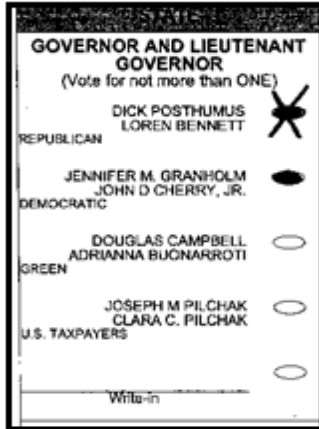 STATE
GOVERNOR AND LIEUTENANT
GOVERNOR
(Vote for not more than ONE)
DICK POSTHUMUS
LOREN BENNETT
REPUBLICAN
JENNIFER M. GRANHOLM
JOHN D CHERRY, JR.
DEMOCRATIC
DOUGLAS CAMPBELL
ADRIANNA BUONARROTI
GREEN
JOSEPH M PILCHAK
CLARA C. PILCHAK
U.S. TAXPAYERS
Write-in